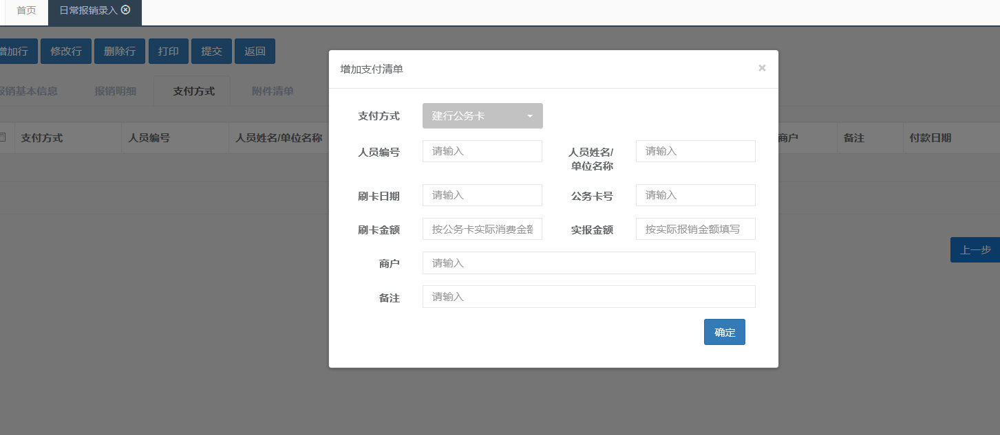 首页 日常报销录入
增加行 修改行 删除行 打印 提交 返回
报销基本信息 报销明细 支付方式 附件清单
支付方式 人员编号 人员姓名/单位名称 商户 备注 付款日期
上一步
增加支付清单 ×
支付方式 建行公务卡
人员编号 请输入 人员姓名/
单位名称 请输入
刷卡日期 请输入 公务卡号 请输入
刷卡金额 按公务卡实际消费金额 实报金额 按实际报销金额填写
商户 请输入
备注 请输入
确定